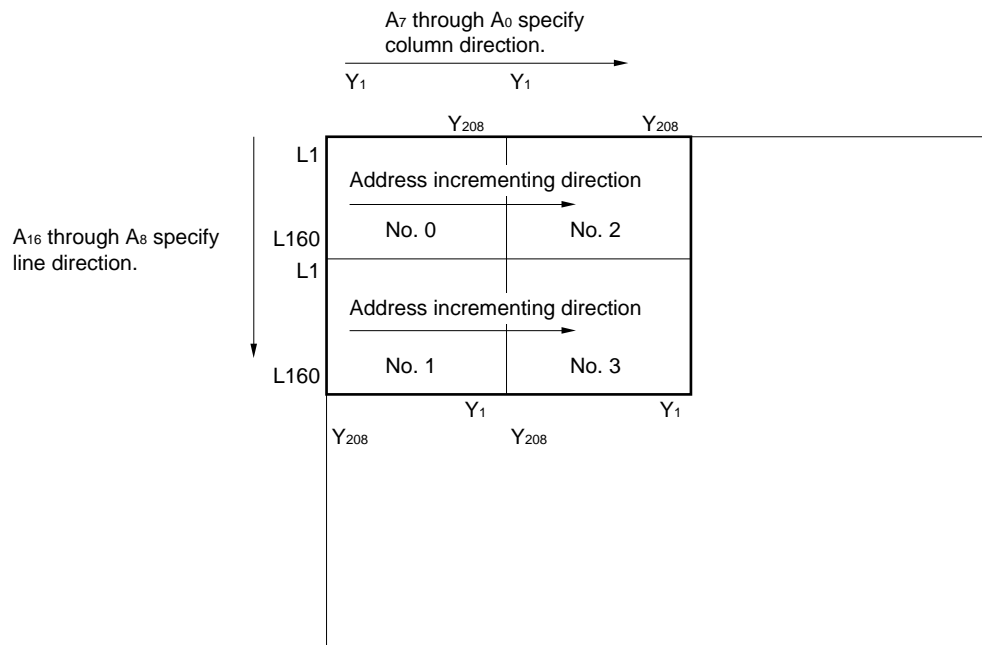 A7 through A0 specify
column direction.
Y1 Y1
Y208 Y208
L1
Address incrementing direction
No. 0 No. 2
A16 through A8 specify
line direction.
L160
L1
Address incrementing direction
No. 1 No. 3
L160
Y1 Y1
Y208 Y208